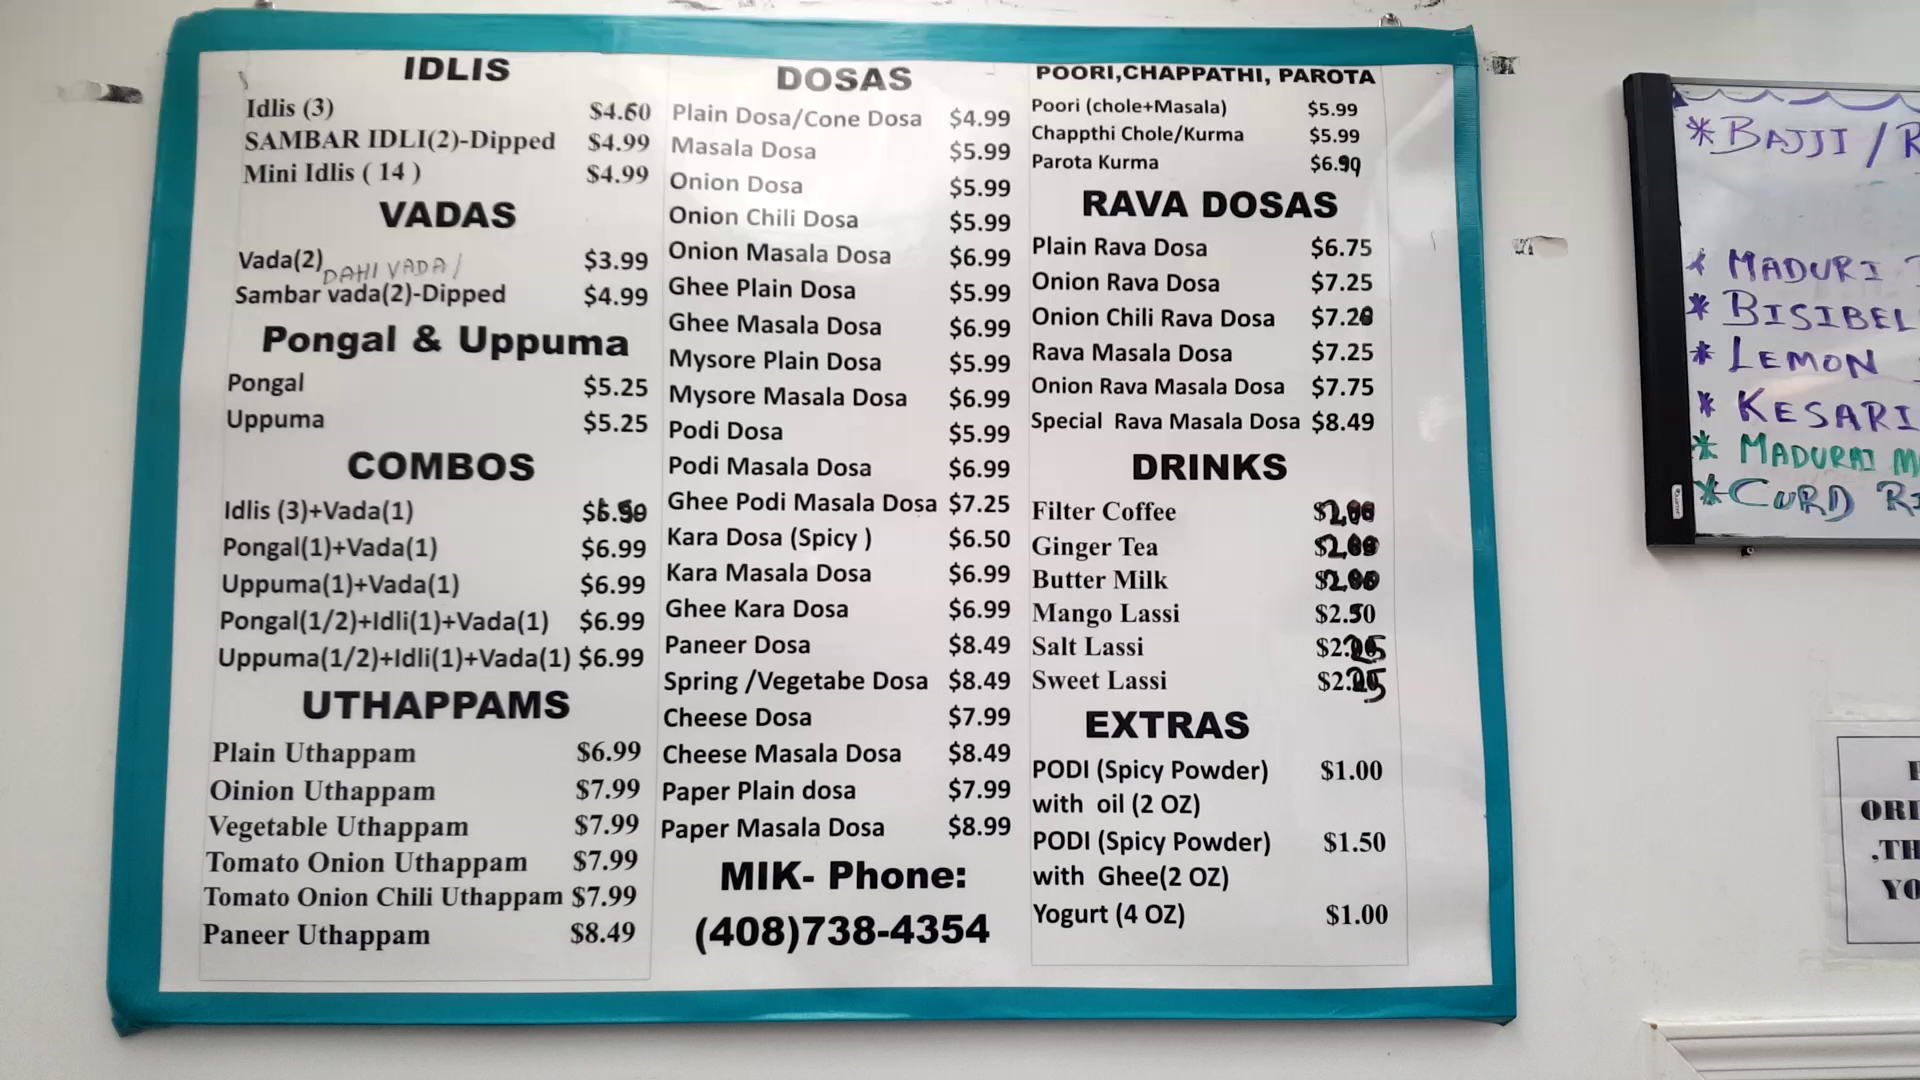 IDLIS
Idlis (3) $4.60
SAMBAR IDLI(2)-Dipped $4.99
Mini Idlis ( 14 ) $4.99
VADAS
Vada(2) $3.99
DAHI VADA /
Sambar vada(2)-Dipped $4.99
Pongal & Uppuma
Pongal $5.25
Uppuma $5.25
COMBOS
Idlis (3)+Vada(1)
Pongal(1)+Vada(1) $6.99
Uppuma(1)+Vada(1) $6.99
Pongal(1/2)+Idli(1)+Vada(1) $6.99
Uppuma(1/2)+Idli(1)+Vada(1) $6.99
UTHAPPAMS
Plain Uthappam $6.99
Oinion Uthappam $7.99
Vegetable Uthappam $7.99
Tomato Onion Uthappam $7.99
Tomato Onion Chili Uthappam $7.99
Paneer Uthappam $8.49
DOSAS
Plain Dosa/Cone Dosa $4.99
Masala Dosa $5.99
Onion Dosa $5.99
Onion Chili Dosa $5.99
Onion Masala Dosa $6.99
Ghee Plain Dosa $5.99
Ghee Masala Dosa $6.99
Mysore Plain Dosa $5.99
Mysore Masala Dosa $6.99
Podi Dosa $5.99
Podi Masala Dosa $6.99
Ghee Podi Masala Dosa $7.25
Kara Dosa (Spicy ) $6.50
Kara Masala Dosa $6.99
Ghee Kara Dosa $6.99
Paneer Dosa $8.49
Spring /Vegetabe Dosa $8.49
Cheese Dosa $7.99
Cheese Masala Dosa $8.49
Paper Plain dosa $7.99
Paper Masala Dosa $8.99
MIK- Phone:
(408)738-4354
POORI,CHAPPATHI, PAROTA
Poori (chole+Masala) $5.99
Chappthi Chole/Kurma $5.99
Parota Kurma $6.99
RAVA DOSAS
Plain Rava Dosa $6.75
Onion Rava Dosa $7.25
Onion Chili Rava Dosa
Rava Masala Dosa $7.25
Onion Rava Masala Dosa $7.75
Special Rava Masala Dosa $8.49
DRINKS
Filter Coffee
Ginger Tea
Butter Milk
Mango Lassi $2.50
Salt Lassi $2.25
Sweet Lassi $2.25
EXTRAS
PODI (Spicy Powder) $1.00
with oil (2 OZ)
PODI (Spicy Powder) $1.50
with Ghee(2 OZ)
Yogurt (4 OZ) $1.00
*BAJJI /
* MADURI
* BISIBEL
* LEMON
* KESARI
* MADURAI M
*CURD R
ORI
.TH
YO